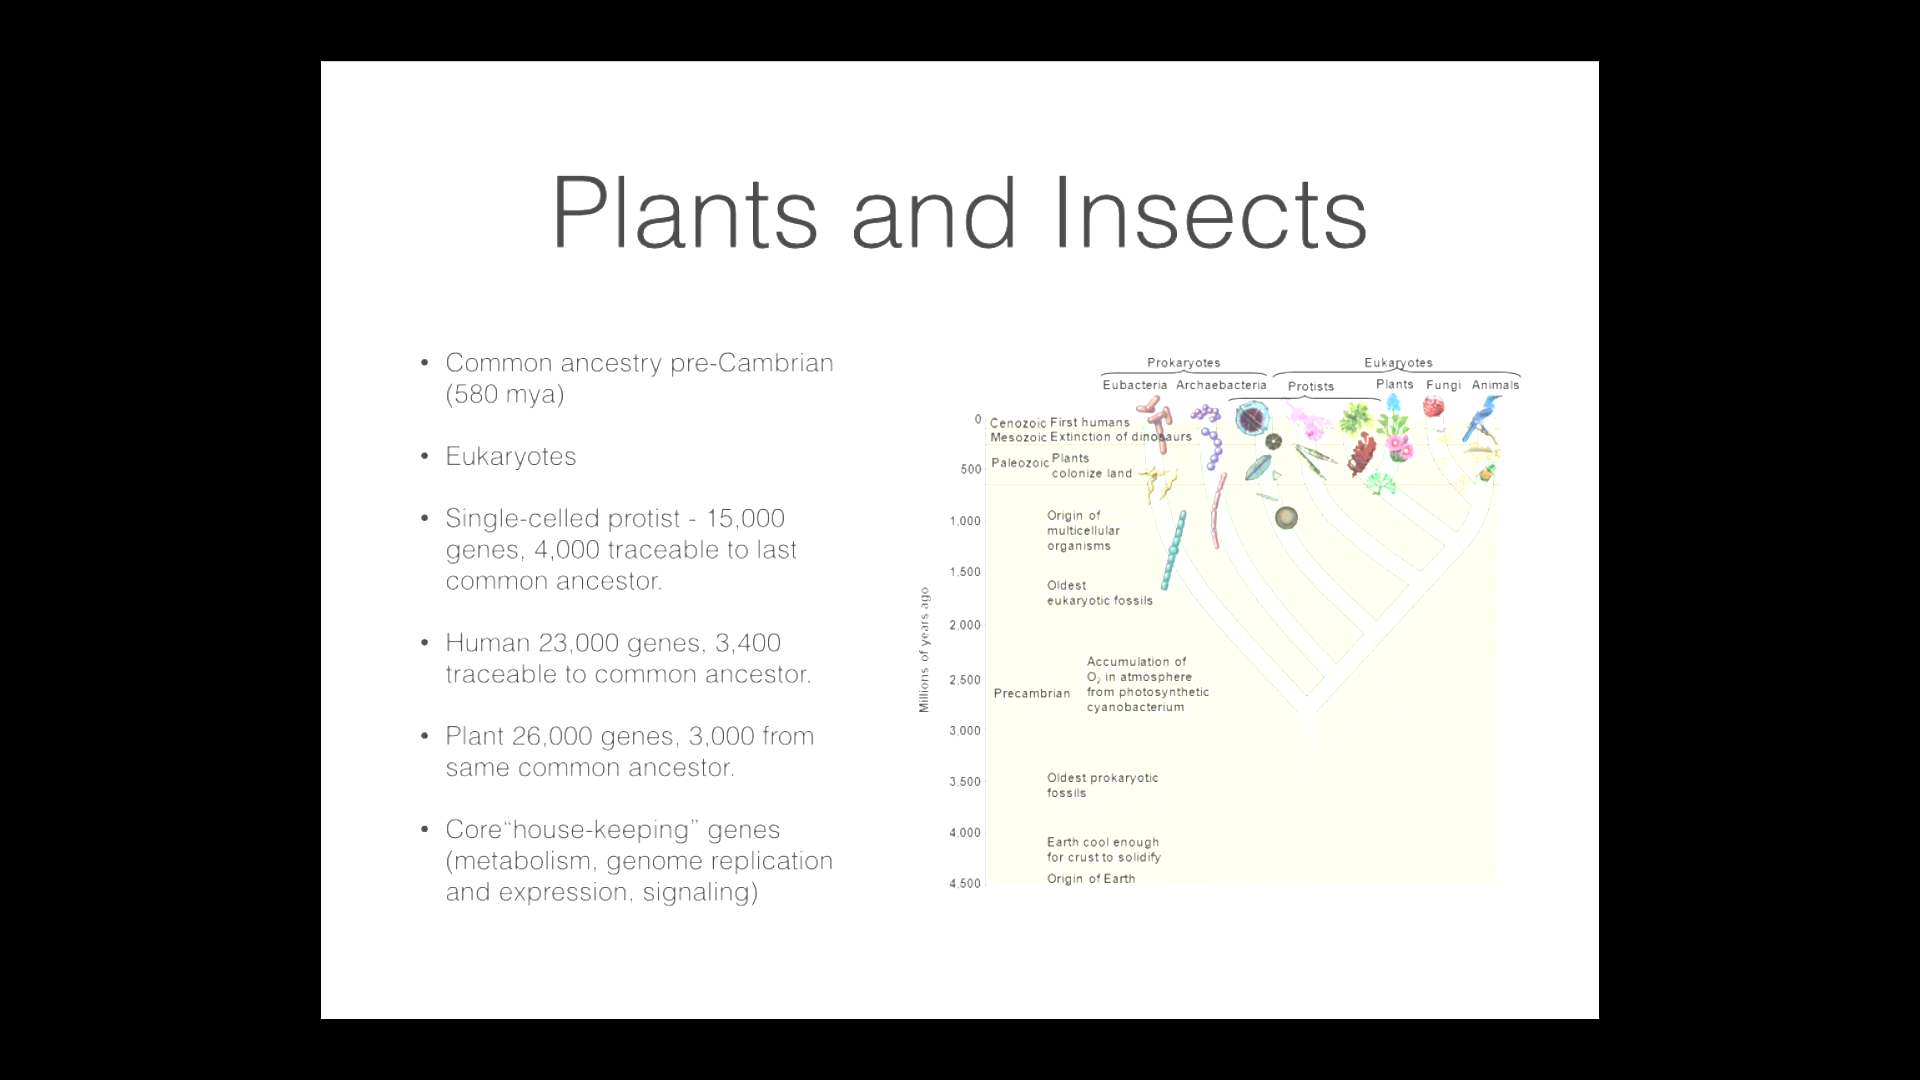 Plants and Insects
• Common ancestry pre-Cambrian
(580 mya)
• Eukaryotes
• Single-celled protist - 15,000
genes, 4,000 traceable to last
common ancestor.
• Human 23,000 genes, 3,400
traceable to common ancestor.
• Plant 26,000 genes, 3,000 from
same common ancestor.
• Core“house-keeping” genes
(metabolism, genome replication
and expression, signaling)
Prokaryotes Eukaryotes
Eubacteria Archaebacteria Protists Plants Fungi Animals
0 Cenozoic First humans
Mesozoic Extinction of dinosaurs
Paleozoic Plants
colonize land
500
1,000 Origin of
multicellular
organisms
1,500 Oldest
eukaryotic fossils
2,000
Millions of years ago
2,500 Precambrian Accumulation of
O2 in atmosphere
from photosynthetic
cyanobacterium
3,000
3,500 Oldest prokaryotic
fossils
4,000 Earth cool enough
for crust to solidify
4,500 Origin of Earth